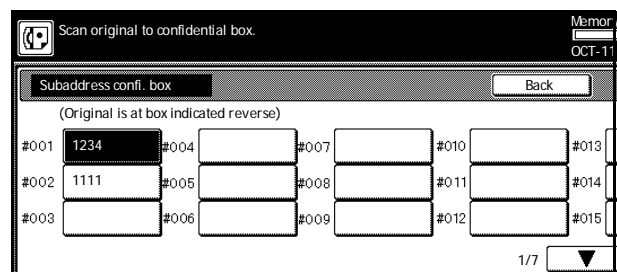 Scan original to confidential box.
Memor
OCT-11
Subaddress confi. box
Back
(Original is at box indicated reverse)
#001 1234 #004 #007 #010 #013
#002 1111 #005 #008 #011 #014
#003 #006 #009 #012 #015
1/7